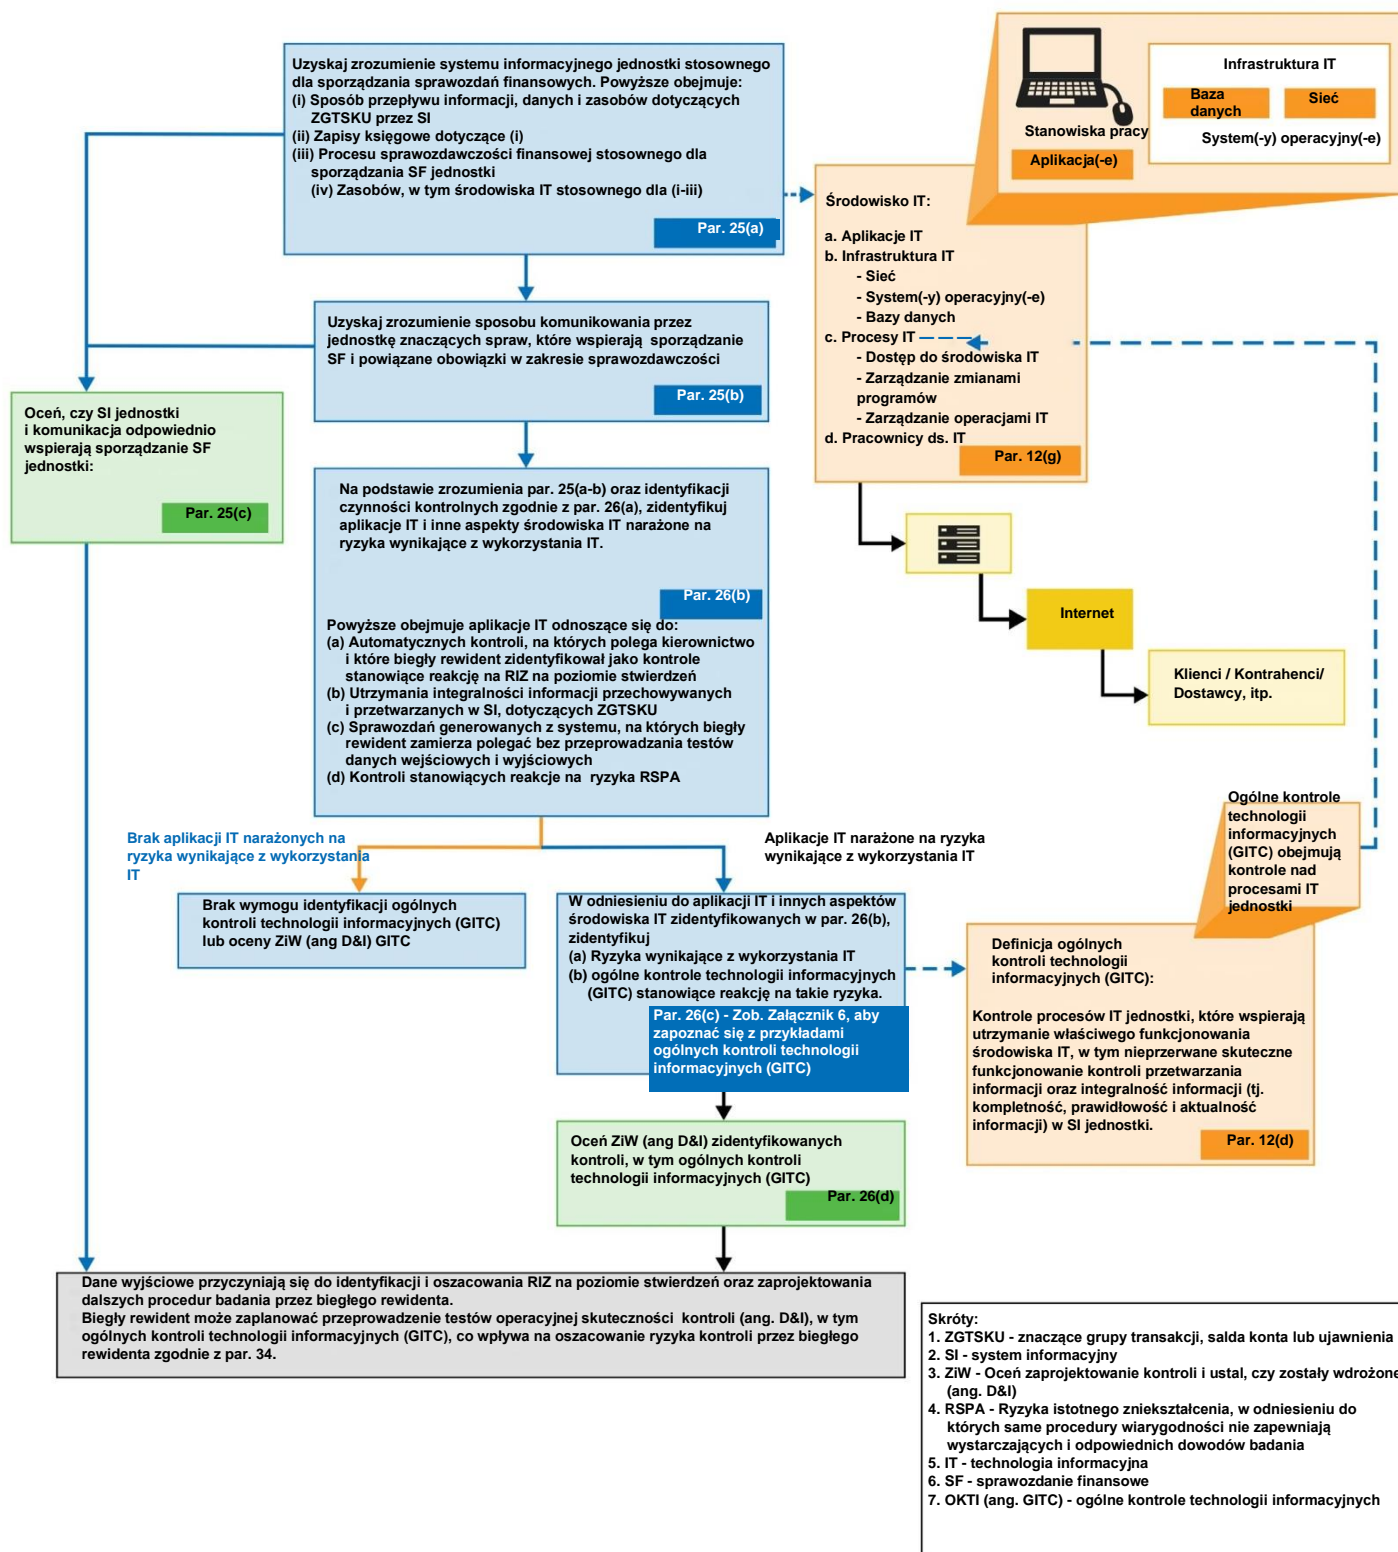 Uzyskaj zrozumienie systemu informacyjnego jednostki stosownego
dla sporządzania sprawozdań finansowych. Powyższe obejmuje:
(i) Sposób przepływu informacji, danych i zasobów dotyczących
ZGTSKU przez SI
(ii) Zapisy księgowe dotyczące (i)
(iii) Procesu sprawozdawczości finansowej stosownego dla
sporządzania SF jednostki
(iv) Zasobów, w tym środowiska IT stosownego dla (i-iii)
Par. 25(a)
Stanowiska pracy
Aplikacja(-e)
Infrastruktura IT
Baza
danych
Sieć
System(-y) operacyjny(-e)
Środowisko IT:
a. Aplikacje IT
b. Infrastruktura IT
- Sieć
- System(-y) operacyjny(-e)
- Bazy danych
c. Procesy IT
- Dostęp do środowiska IT
- Zarządzanie zmianami
programów
- Zarządzanie operacjami IT
d. Pracownicy ds. IT
Par. 12(g)
Uzyskaj zrozumienie sposobu komunikowania przez
jednostkę znaczących spraw, które wspierają sporządzanie
SF i powiązane obowiązki w zakresie sprawozdawczości
Par. 25(b)
Oceń, czy SI jednostki
i komunikacja odpowiednio
wspierają sporządzanie SF
jednostki:
Par. 25(c)
Na podstawie zrozumienia par. 25(a-b) oraz identyfikacji
czynności kontrolnych zgodnie z par. 26(a), zidentyfikuj
aplikacje IT i inne aspekty środowiska IT narażone na
ryzyka wynikające z wykorzystania IT.
Par. 26(b)
Powyższe obejmuje aplikacje IT odnoszące się do:
(a) Automatycznych kontroli, na których polega kierownictwo
i które biegły rewident zidentyfikował jako kontrole
stanowiące reakcję na RIZ na poziomie stwierdzeń
(b) Utrzymania integralności informacji przechowywanych
i przetwarzanych w SI, dotyczących ZGTSKU
(c) Sprawozdań generowanych z systemu, na których biegły
rewident zamierza polegać bez przeprowadzania testów
danych wejściowych i wyjściowych
(d) Kontroli stanowiących reakcje na ryzyka RSPA
Internet
Klienci / Kontrahenci/
Dostawcy, itp.
Brak aplikacji IT narażonych na
ryzyka wynikające z wykorzystania
IT
Aplikacje IT narażone na ryzyka
wynikające z wykorzystania IT
Brak wymogu identyfikacji ogólnych
kontroli technologii informacyjnych (GITC)
lub oceny ZiW (ang D&I) GITC
W odniesieniu do aplikacji IT i innych aspektów
środowiska IT zidentyfikowanych w par. 26(b),
zidentyfikuj
(a) Ryzyka wynikające z wykorzystania IT
(b) ogólne kontrole technologii informacyjnych
(GITC) stanowiące reakcję na takie ryzyka.
Par. 26(c) - Zob. Załącznik 6, aby
zapoznać się z przykładami
ogólnych kontroli technologii
informacyjnych (GITC)
Ogólne kontrole
technologii
informacyjnych
(GITC) obejmują
kontrole nad
procesami IT
jednostki
Definicja ogólnych
kontroli technologii
informacyjnych (GITC):
Kontrole procesów IT jednostki, które wspierają
utrzymanie właściwego funkcjonowania
środowiska IT, w tym nieprzerwane skuteczne
funkcjonowanie kontroli przetwarzania
informacji oraz integralność informacji (tj.
kompletność, prawidłowość i aktualność
informacji) w SI jednostki.
Par. 12(d)
Oceń ZiW (ang D&I) zidentyfikowanych
kontroli, w tym ogólnych kontroli
technologii informacyjnych (GITC)
Par. 26(d)
Dane wyjściowe przyczyniają się do identyfikacji i oszacowania RIZ na poziomie stwierdzeń oraz zaprojektowania
dalszych procedur badania przez biegłego rewidenta.
Biegły rewident może zaplanować przeprowadzenie testów operacyjnej skuteczności kontroli (ang. D&I), w tym
ogólnych kontroli technologii informacyjnych (GITC), co wpływa na oszacowanie ryzyka kontroli przez biegłego
rewidenta zgodnie z par. 34.
Skróty:
1. ZGTSKU - znaczące grupy transakcji, salda konta lub ujawnienia
2. SI - system informacyjny
3. ZiW - Oceń zaprojektowanie kontroli i ustal, czy zostały wdrożone
(ang. D&I)
4. RSPA - Ryzyka istotnego zniekształcenia, w odniesieniu do
których same procedury wiarygodności nie zapewniają
wystarczających i odpowiednich dowodów badania
5. IT - technologia informacyjna
6. SF - sprawozdanie finansowe
7. OKTI (ang. GITC) - ogólne kontrole technologii informacyjnych